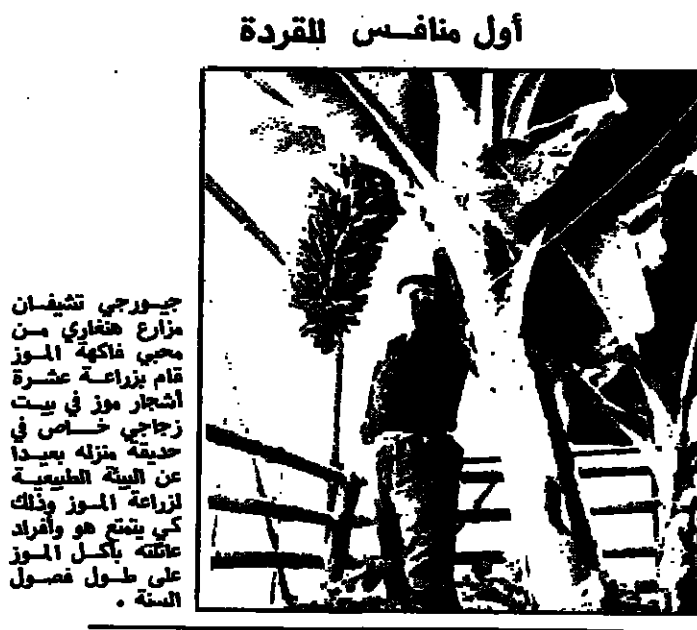 أول منافس للقردة
جيورجي تشيفان
مزارع هنغاري من
محبي فاكهة الموز
قام بزراعة عشرة
أشجار موز في بيت
زجاجي خاص في
حديقة منزله بعيدا
عن البيئة الطبيعية
لزراعة الموز وذلك
كي يتمتع هو وأفراد
عائلته بأكل الموز
على طول فصول
السنة .